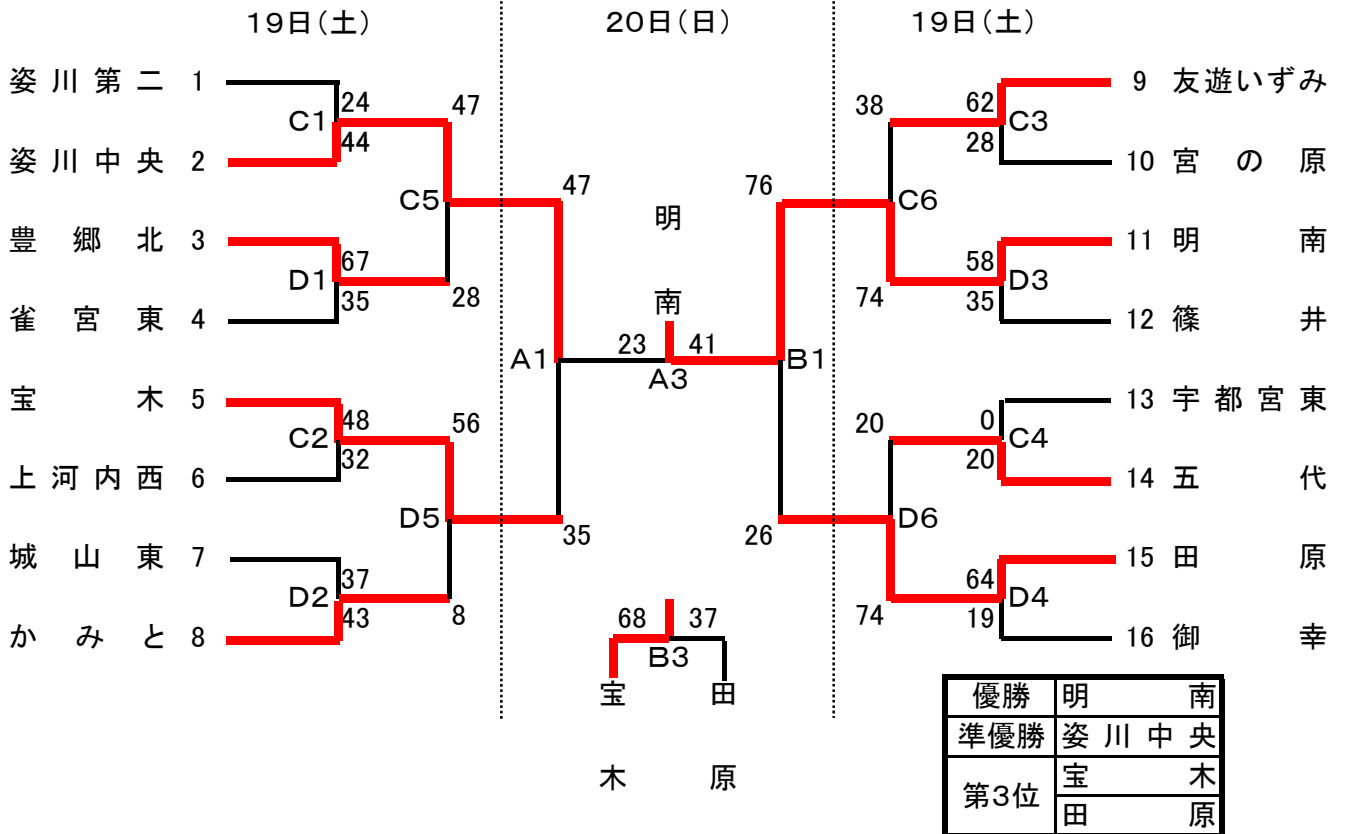 19日(土) 20日(日) 19日(土)
姿川第二 1 9 友遊いずみ
24 47 38 62
C1 C3
44 28
姿川中央 2 10 宮の原
47 76
C5 C6
明
豊郷北 3 11 明南
67 58
D1 D3
35 28 74 35
南
雀宮東 4 12 篠井
23 41
A1 B1
A3
宝木 5 13 宇都宮東
48 56 20 0
C2 C4
32 20
上河内西 6 14 五代
D5 D6
35 26
城山東 7 15 田原
37 64
D2 D4
43 8 74 19
68 37
かみと 8 16 御幸
B3
宝 田
木 原
優勝 明南
準優勝 姿川中央
第3位 宝木
田原